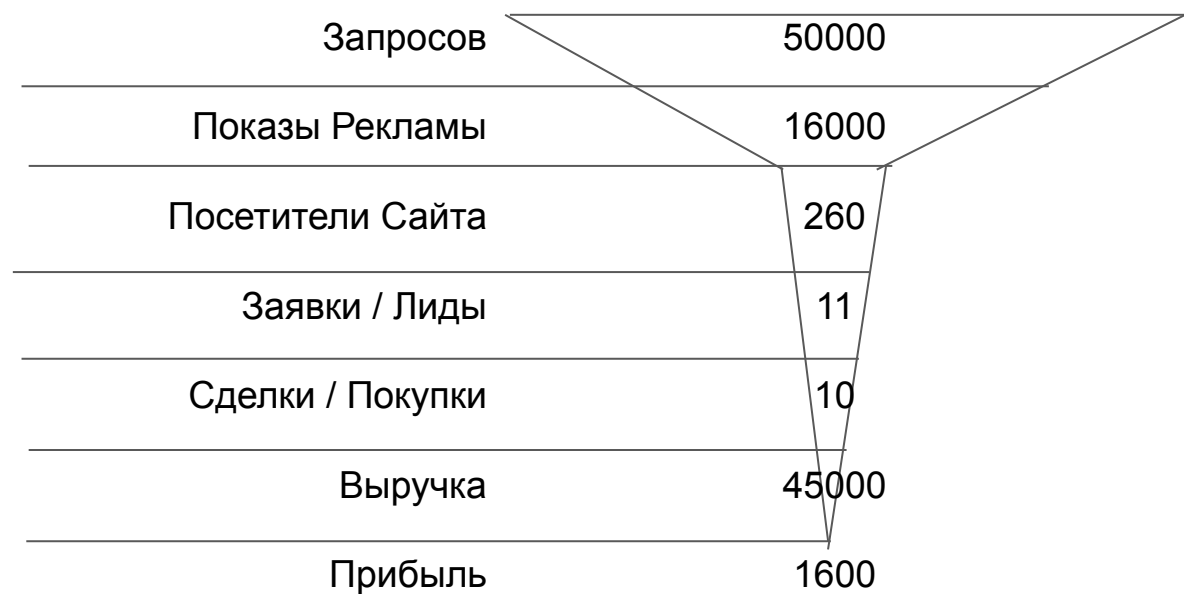 Запросов 50000
Показы Рекламы 16000
Посетители Сайта 260
Заявки / Лиды 11
Сделки / Покупки 10
Выручка 45000
Прибыль 1600